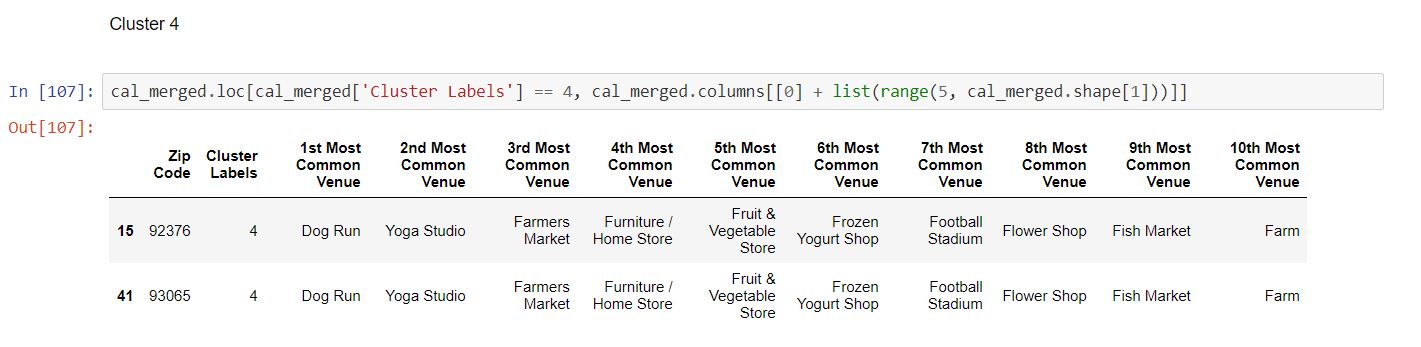 Cluster 4
In [107]: cal_merged.loc[cal_merged['Cluster Labels'] == 4, cal_merged.columns[[0] + list(range(5, cal_merged.shape[1]))]]
Out[107]:
Zip Code Cluster Labels 1st Most Common Venue 2nd Most Common Venue 3rd Most Common Venue 4th Most Common Venue 5th Most Common Venue 6th Most Common Venue 7th Most Common Venue 8th Most Common Venue 9th Most Common Venue 10th Most Common Venue
15 92376 4 Dog Run Yoga Studio Farmers Market Furniture / Home Store Fruit & Vegetable Store Frozen Yogurt Shop Football Stadium Flower Shop Fish Market Farm
41 93065 4 Dog Run Yoga Studio Farmers Market Furniture / Home Store Fruit & Vegetable Store Frozen Yogurt Shop Football Stadium Flower Shop Fish Market Farm